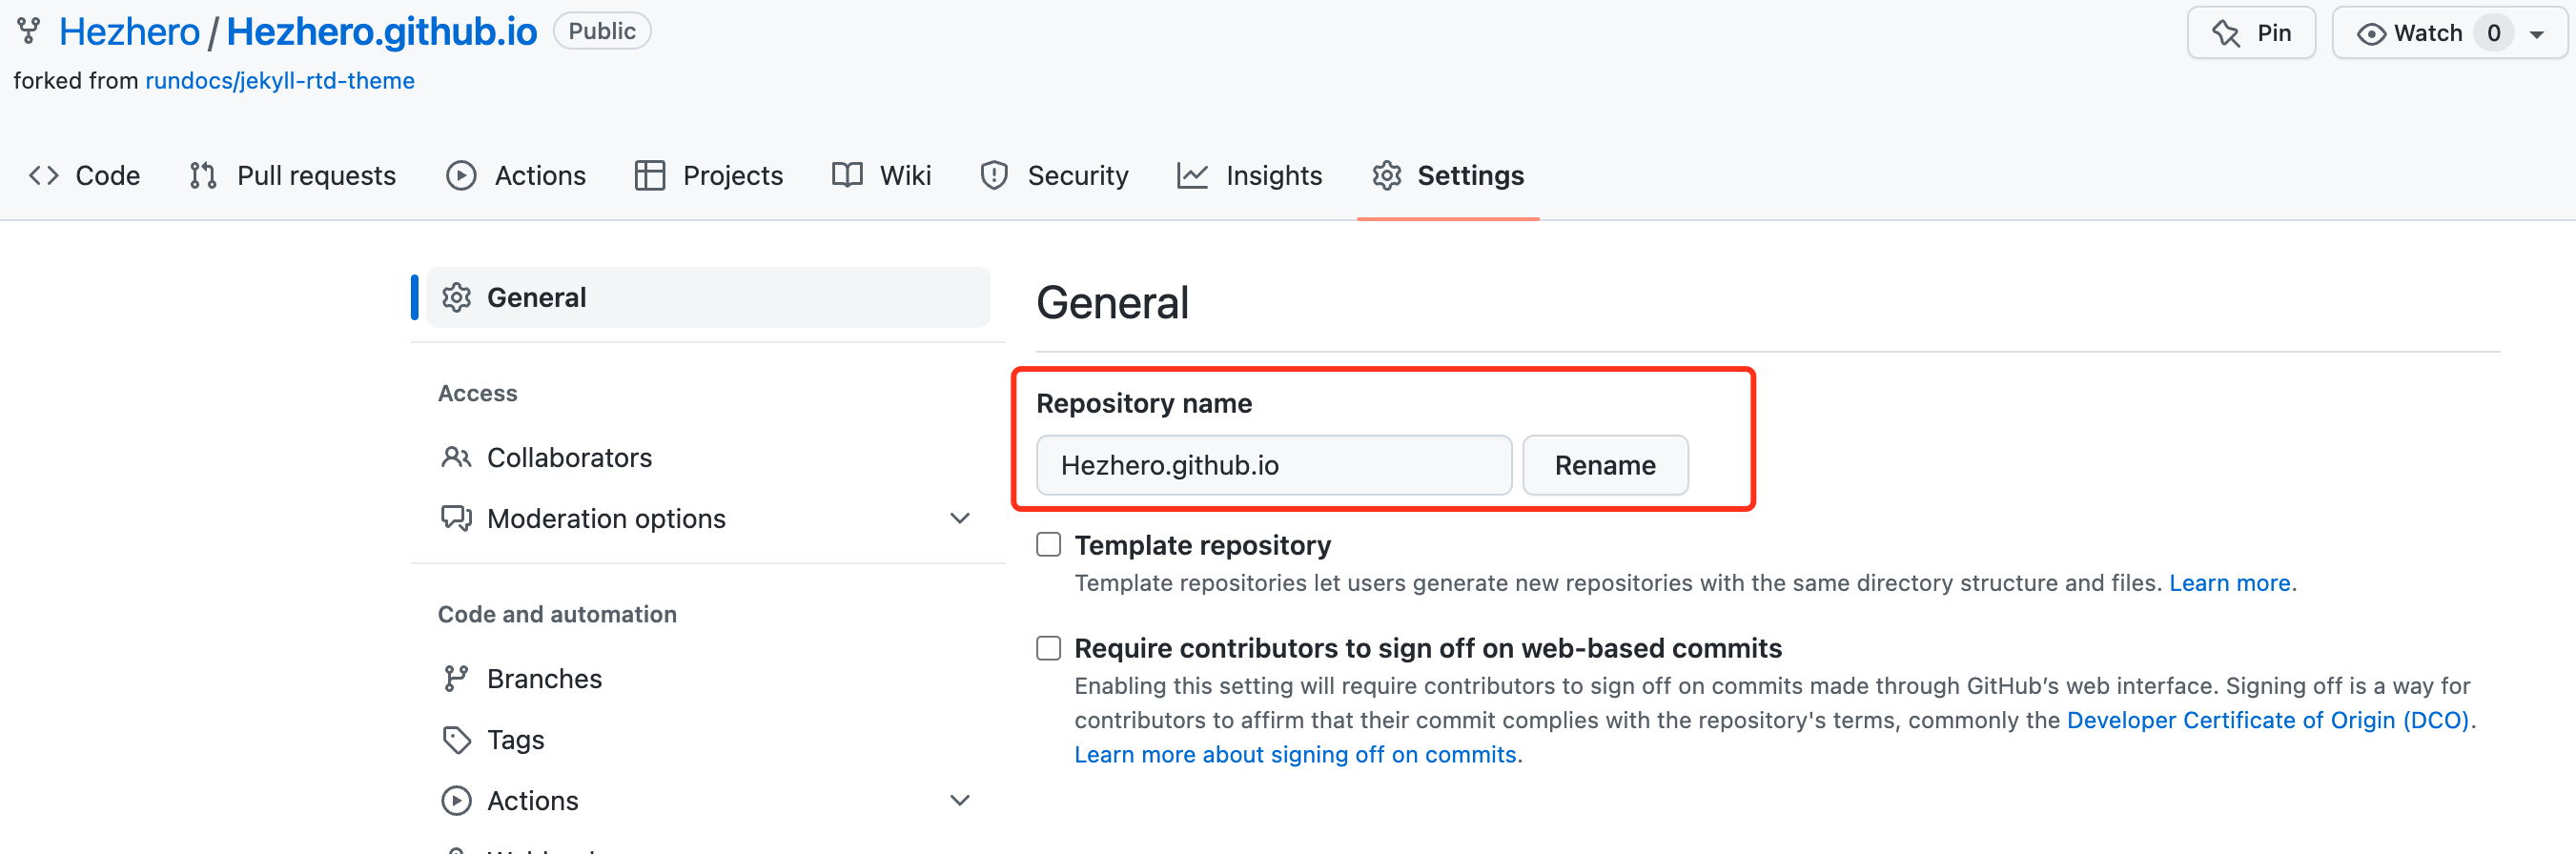 Hezhero / Hezhero.github.io Public
Pin
Watch 0
forked from rundocs/jekyll-rtd-theme
Code
Pull requests
Actions
Projects
Wiki
Security
Insights
Settings
General
Access
Collaborators
Moderation options
Code and automation
Branches
Tags
Actions
General
Repository name
Hezhero.github.io
Rename
Template repository
Template repositories let users generate new repositories with the same directory structure and files. Learn more.
Require contributors to sign off on web-based commits
Enabling this setting will require contributors to sign off on commits made through GitHub’s web interface. Signing off is a way for
contributors to affirm that their commit complies with the repository's terms, commonly the Developer Certificate of Origin (DCO).
Learn more about signing off on commits.